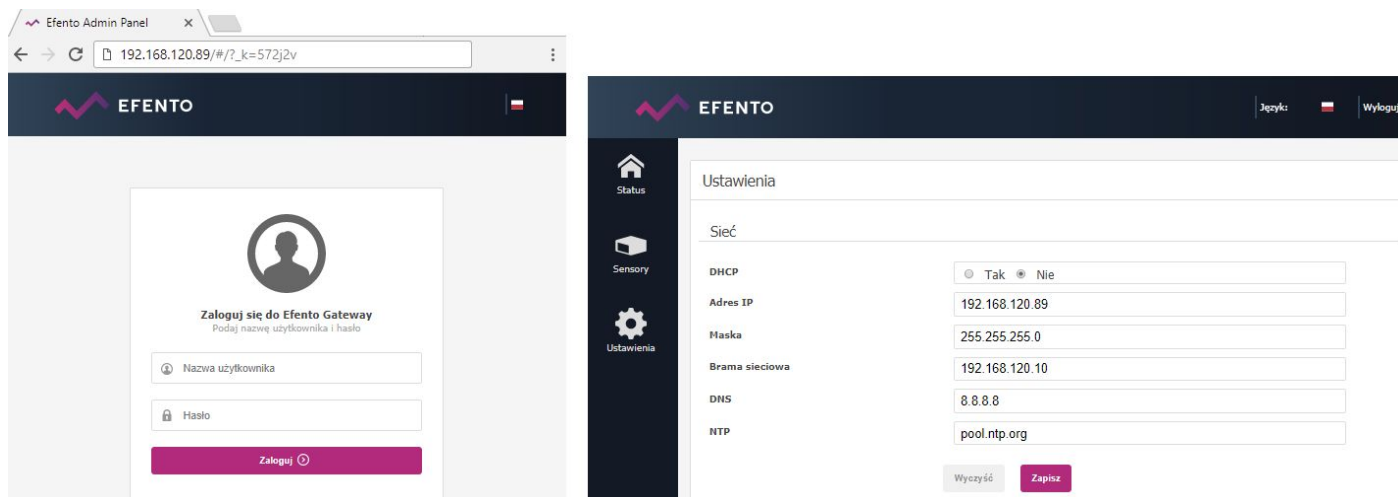 Efento Admin Panel
192.168.120.89/#/?_k=572j2v
EFENTO
Zaloguj się do Efento Gateway
Podaj nazwę użytkownika i hasło
Nazwa użytkownika
Hasło
Zaloguj
EFENTO
Język:
Wyloguj
Status
Sensory
Ustawienia
Ustawienia
Sieć
DHCP Tak Nie
Adres IP 192.168.120.89
Maska 255.255.255.0
Brama sieciowa 192.168.120.10
DNS 8.8.8.8
NTP pool.ntp.org
Wyczyść Zapisz